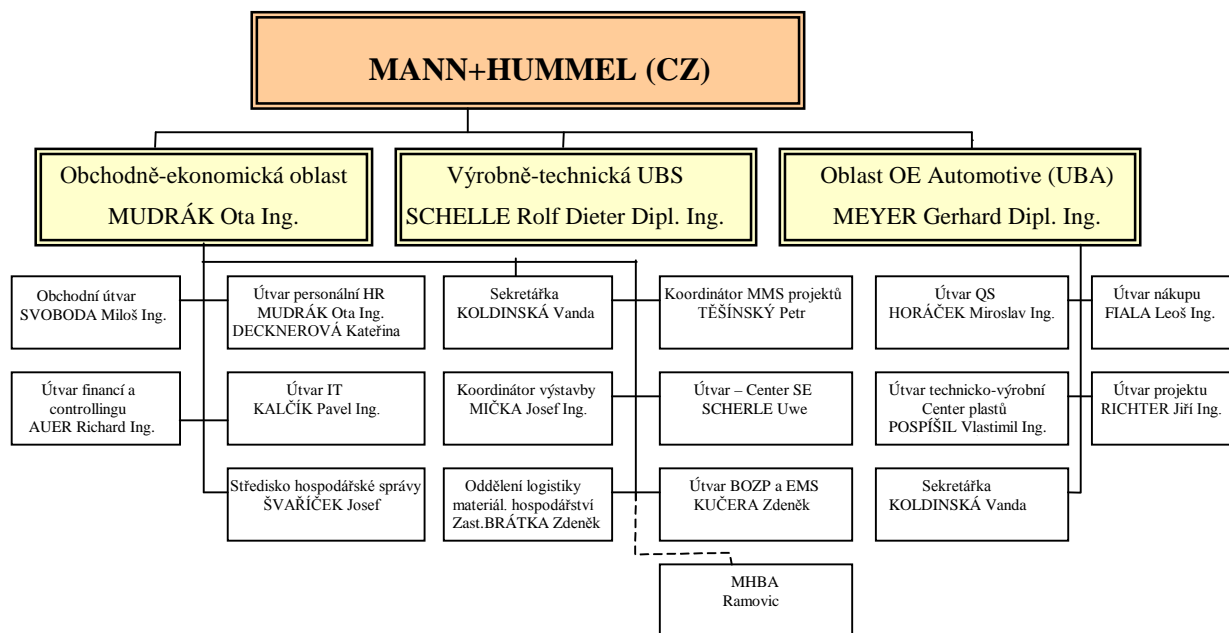 MANN+HUMMEL (CZ)
Obchodně-ekonomická oblast
MUDRÁK Ota Ing.
Výrobně-technická UBS
SCHELLE Rolf Dieter Dipl. Ing.
Oblast OE Automotive (UBA)
MEYER Gerhard Dipl. Ing.
Obchodní útvar
SVOBODA Miloš Ing.
Útvar personální HR
MUDRÁK Ota Ing.
DECKNEROVÁ Kateřina
Sekretářka
KOLDINSKÁ Vanda
Koordinátor MMS projektů
TĚŠÍNSKÝ Petr
Útvar QS
HORÁČEK Miroslav Ing.
Útvar nákupu
FIALA Leoš Ing.
Útvar financí a
controllingu
AUER Richard Ing.
Útvar IT
KALČÍK Pavel Ing.
Koordinátor výstavby
MIČKA Josef Ing.
Útvar – Center SE
SCHERLE Uwe
Útvar technicko-výrobní
Center plastů
POSPÍŠIL Vlastimil Ing.
Útvar projektu
RICHTER Jiří Ing.
Středisko hospodářské správy
ŠVAŘÍČEK Josef
Oddělení logistiky
materiál. hospodářství
Zast.BRÁTKA Zdeněk
Útvar BOZP a EMS
KUČERA Zdeněk
Sekretářka
KOLDINSKÁ Vanda
MHBA
Ramovic